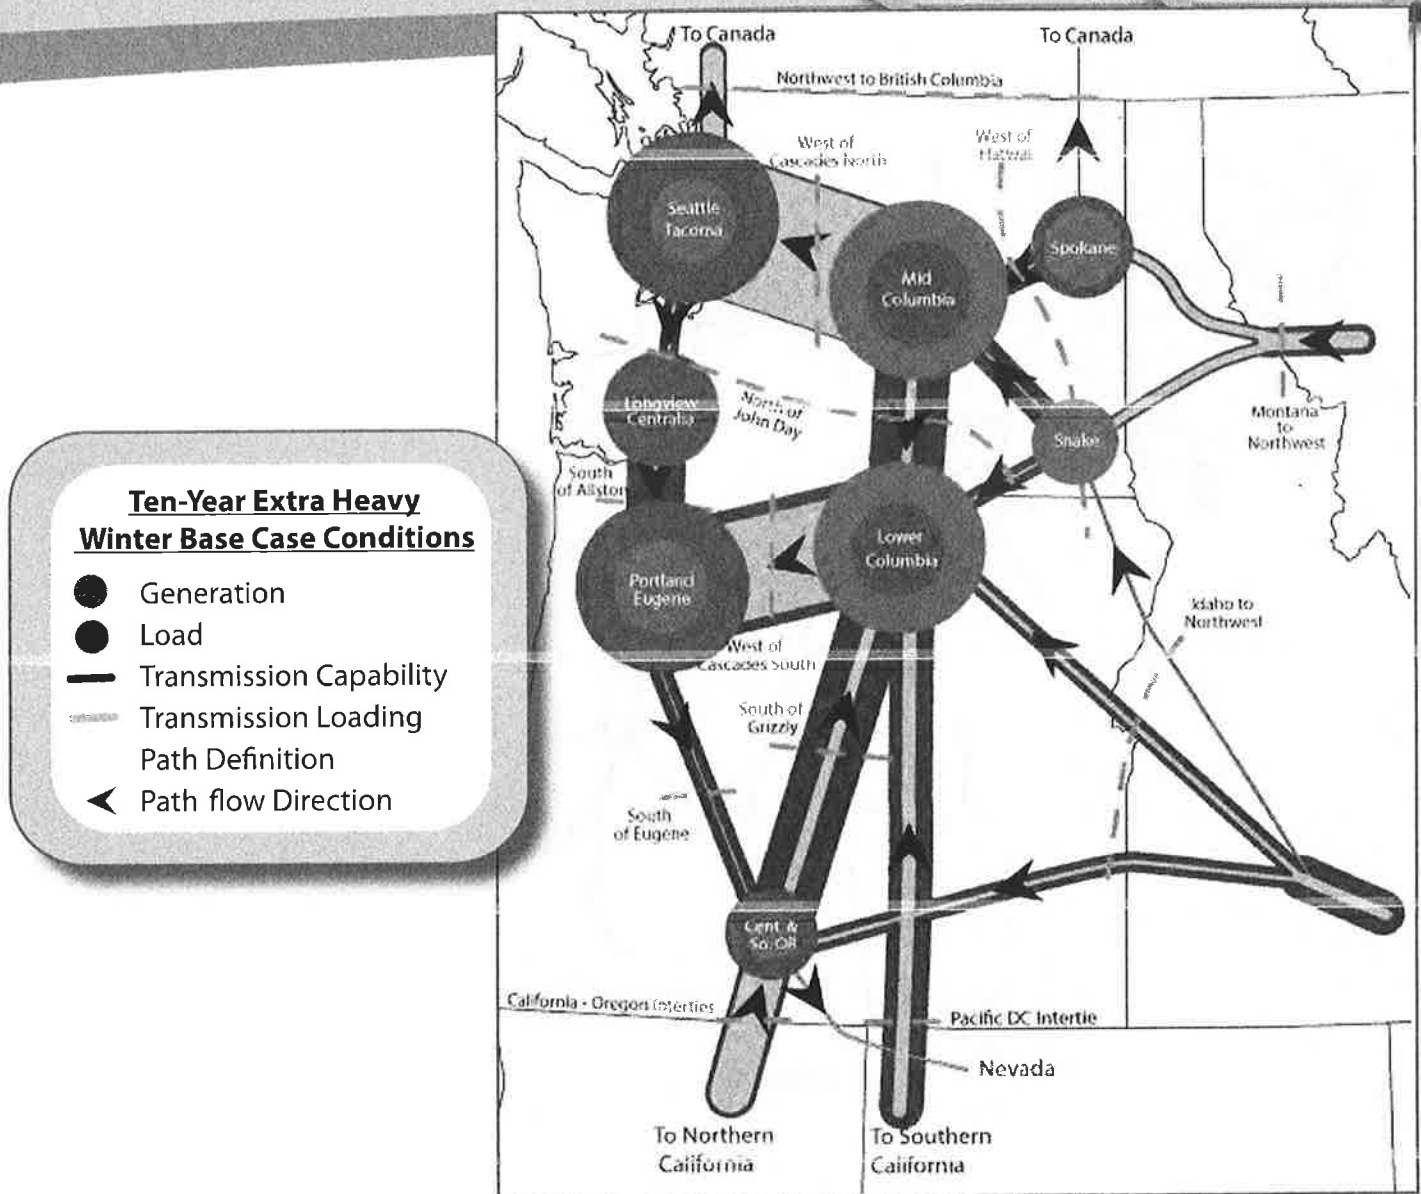 To Canada
To Canada
Northwest to British Columbia
West of
Cascades North
West of
Hatwai
Seattle
Tacoma
Spokane
Mid
Columbia
Longview
Centralia
North of
John Day
Snake
Montana
to
Northwest
South
of Allston
Lower
Columbia
Portland
Eugene
Idaho to
Northwest
West of
Cascades South
South of
Grizzly
South
of Eugene
Cent &
So. OR
California - Oregon Interties
Pacific DC Intertie
Nevada
To Northern
California
To Southern
California
Ten-Year Extra Heavy
Winter Base Case Conditions
Generation
Load
Transmission Capability
Transmission Loading
Path Definition
Path flow Direction